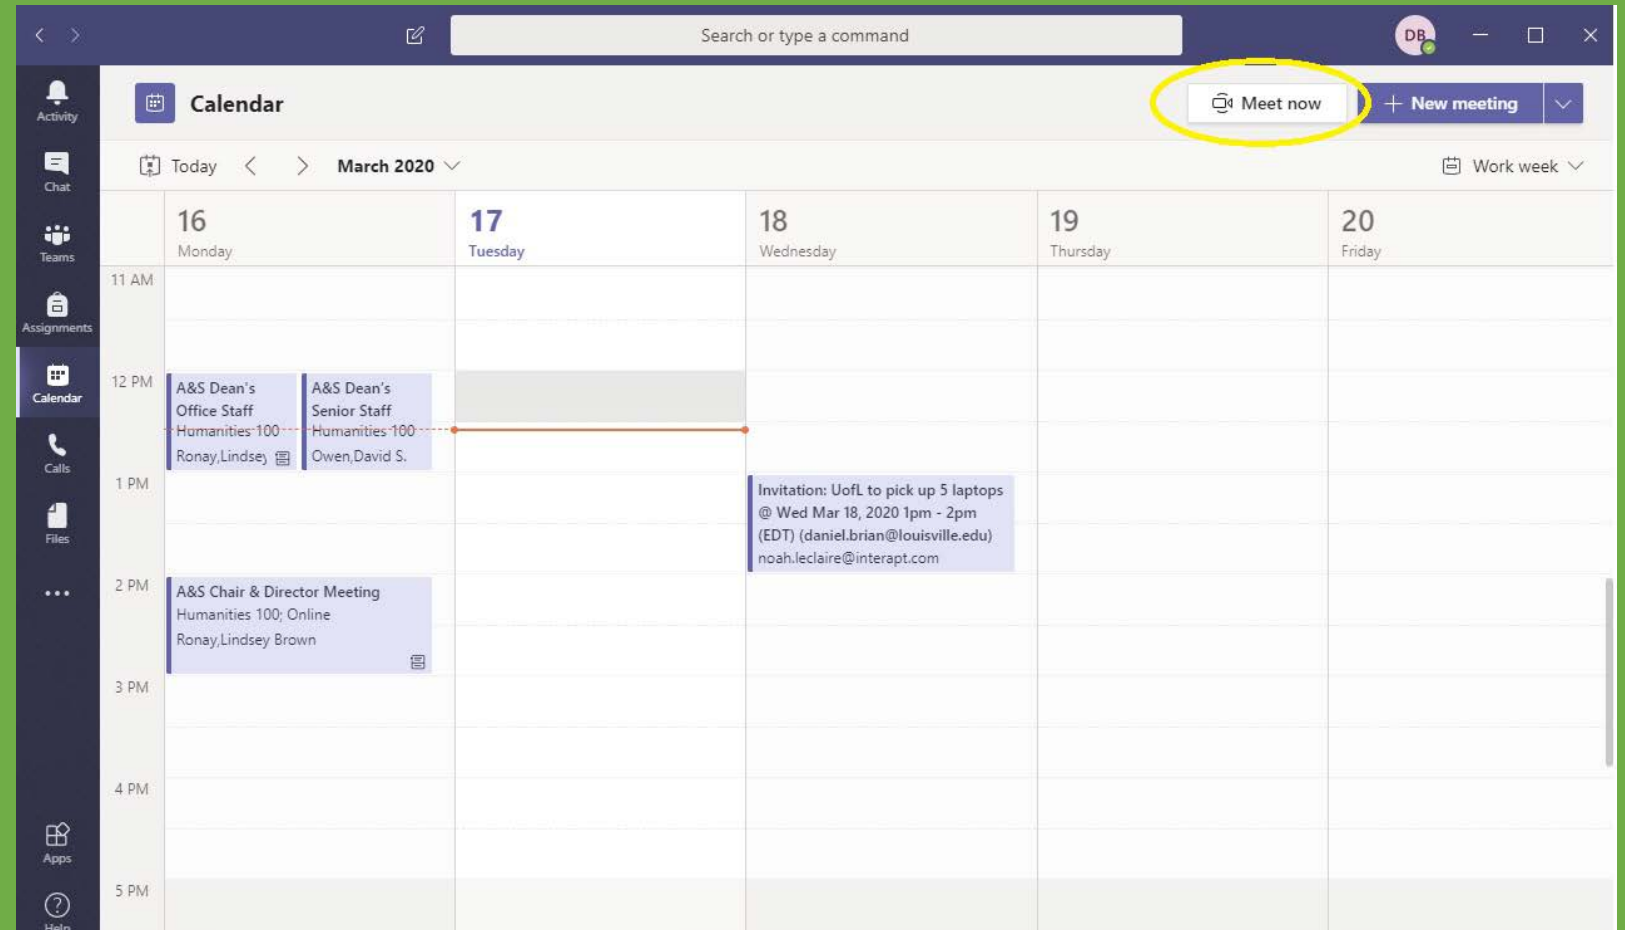 Search or type a command
DB
Activity
Chat
Teams
Assignments
Calendar
Calls
Files
Apps
Help
Calendar
Meet now
New meeting
Today
March 2020
Work week
16
Monday
17
Tuesday
18
Wednesday
19
Thursday
20
Friday
11 AM
12 PM
1 PM
2 PM
3 PM
4 PM
5 PM
A&S Dean's
Office Staff
Humanities 100
Ronay,Lindsey
A&S Dean's
Senior Staff
Humanities 100
Owen,David S.
A&S Chair & Director Meeting
Humanities 100; Online
Ronay,Lindsey Brown
Invitation: UofL to pick up 5 laptops
@ Wed Mar 18, 2020 1pm - 2pm
(EDT) (daniel.brian@louisville.edu)
noah.leclaire@interapt.com